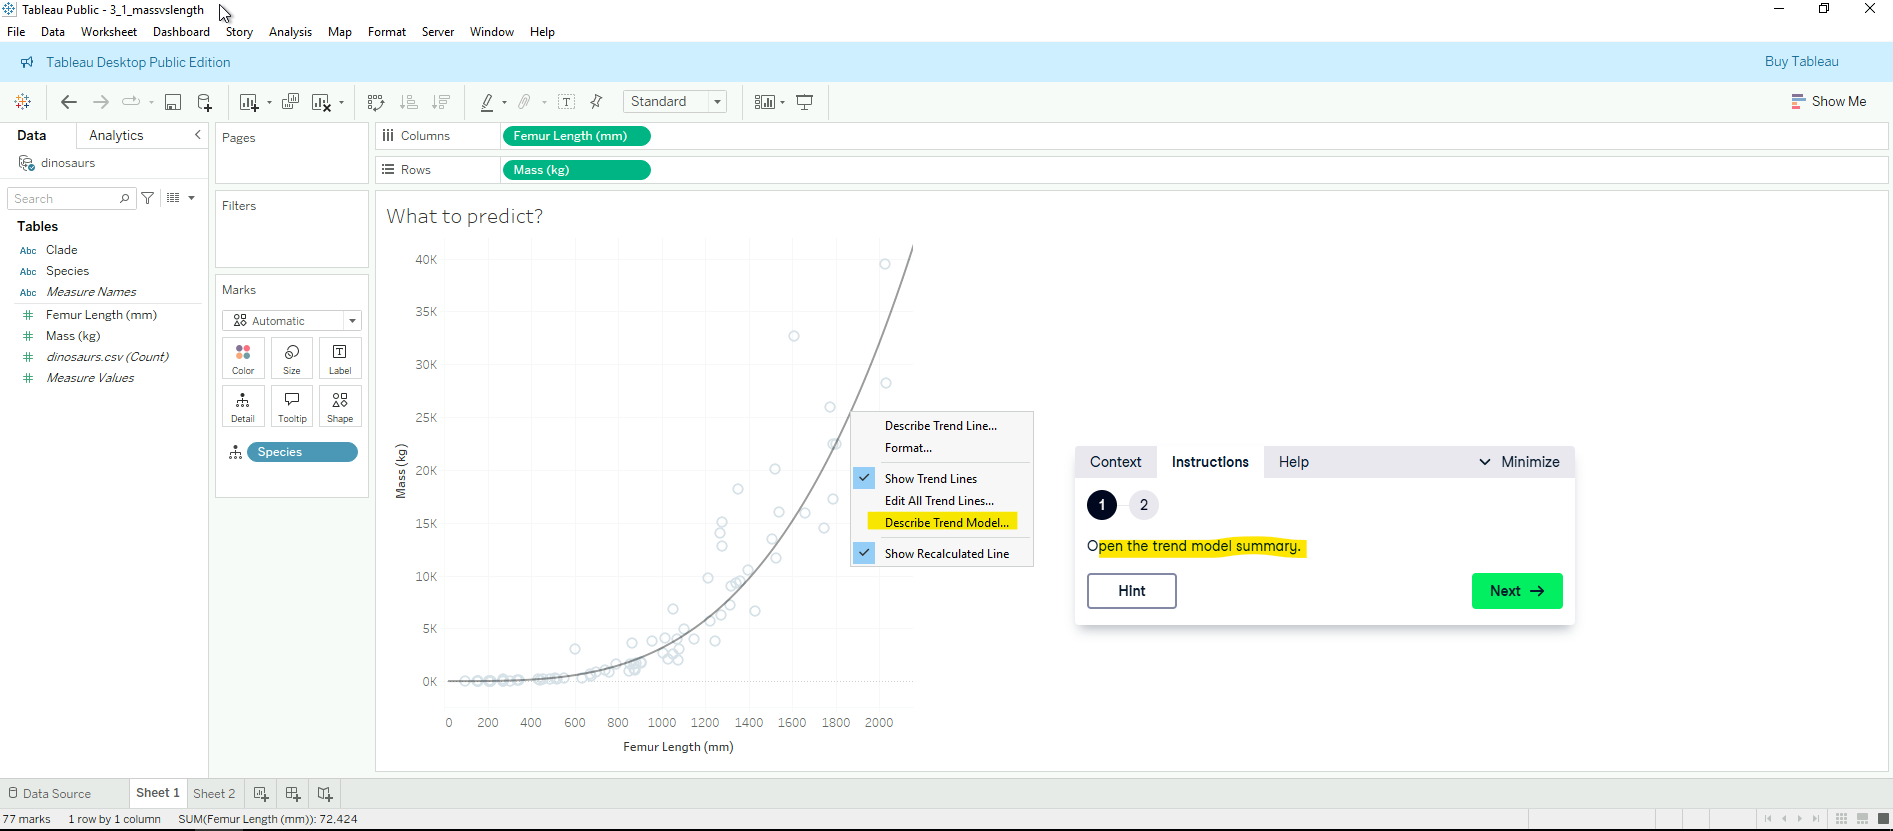 Tableau Public - 3_1_massvslength
File Data Worksheet Dashboard Story Analysis Map Format Server Window Help
Tableau Desktop Public Edition
Buy Tableau
Standard
Show Me
Data
Analytics
dinosaurs
Search
Tables
Abc Clade
Abc Species
Abc Measure Names
Femur Length (mm)
Mass (kg)
dinosaurs.csv (Count)
Measure Values
Pages
Filters
Marks
Automatic
Color Size Label
Detail Tooltip Shape
Species
Columns
Femur Length (mm)
Rows
Mass (kg)
What to predict?
40K
35K
30K
25K
20K
15K
10K
5K
0K
Mass (kg)
0 200 400 600 800 1000 1200 1400 1600 1800 2000
Femur Length (mm)
Describe Trend Line...
Format...
Show Trend Lines
Edit All Trend Lines...
Describe Trend Model...
Show Recalculated Line
Context
Instructions
Help
Minimize
1
2
Open the trend model summary.
Hint
Next
Data Source
Sheet 1
Sheet 2
77 marks
1 row by 1 column
SUM(Femur Length (mm)): 72,424